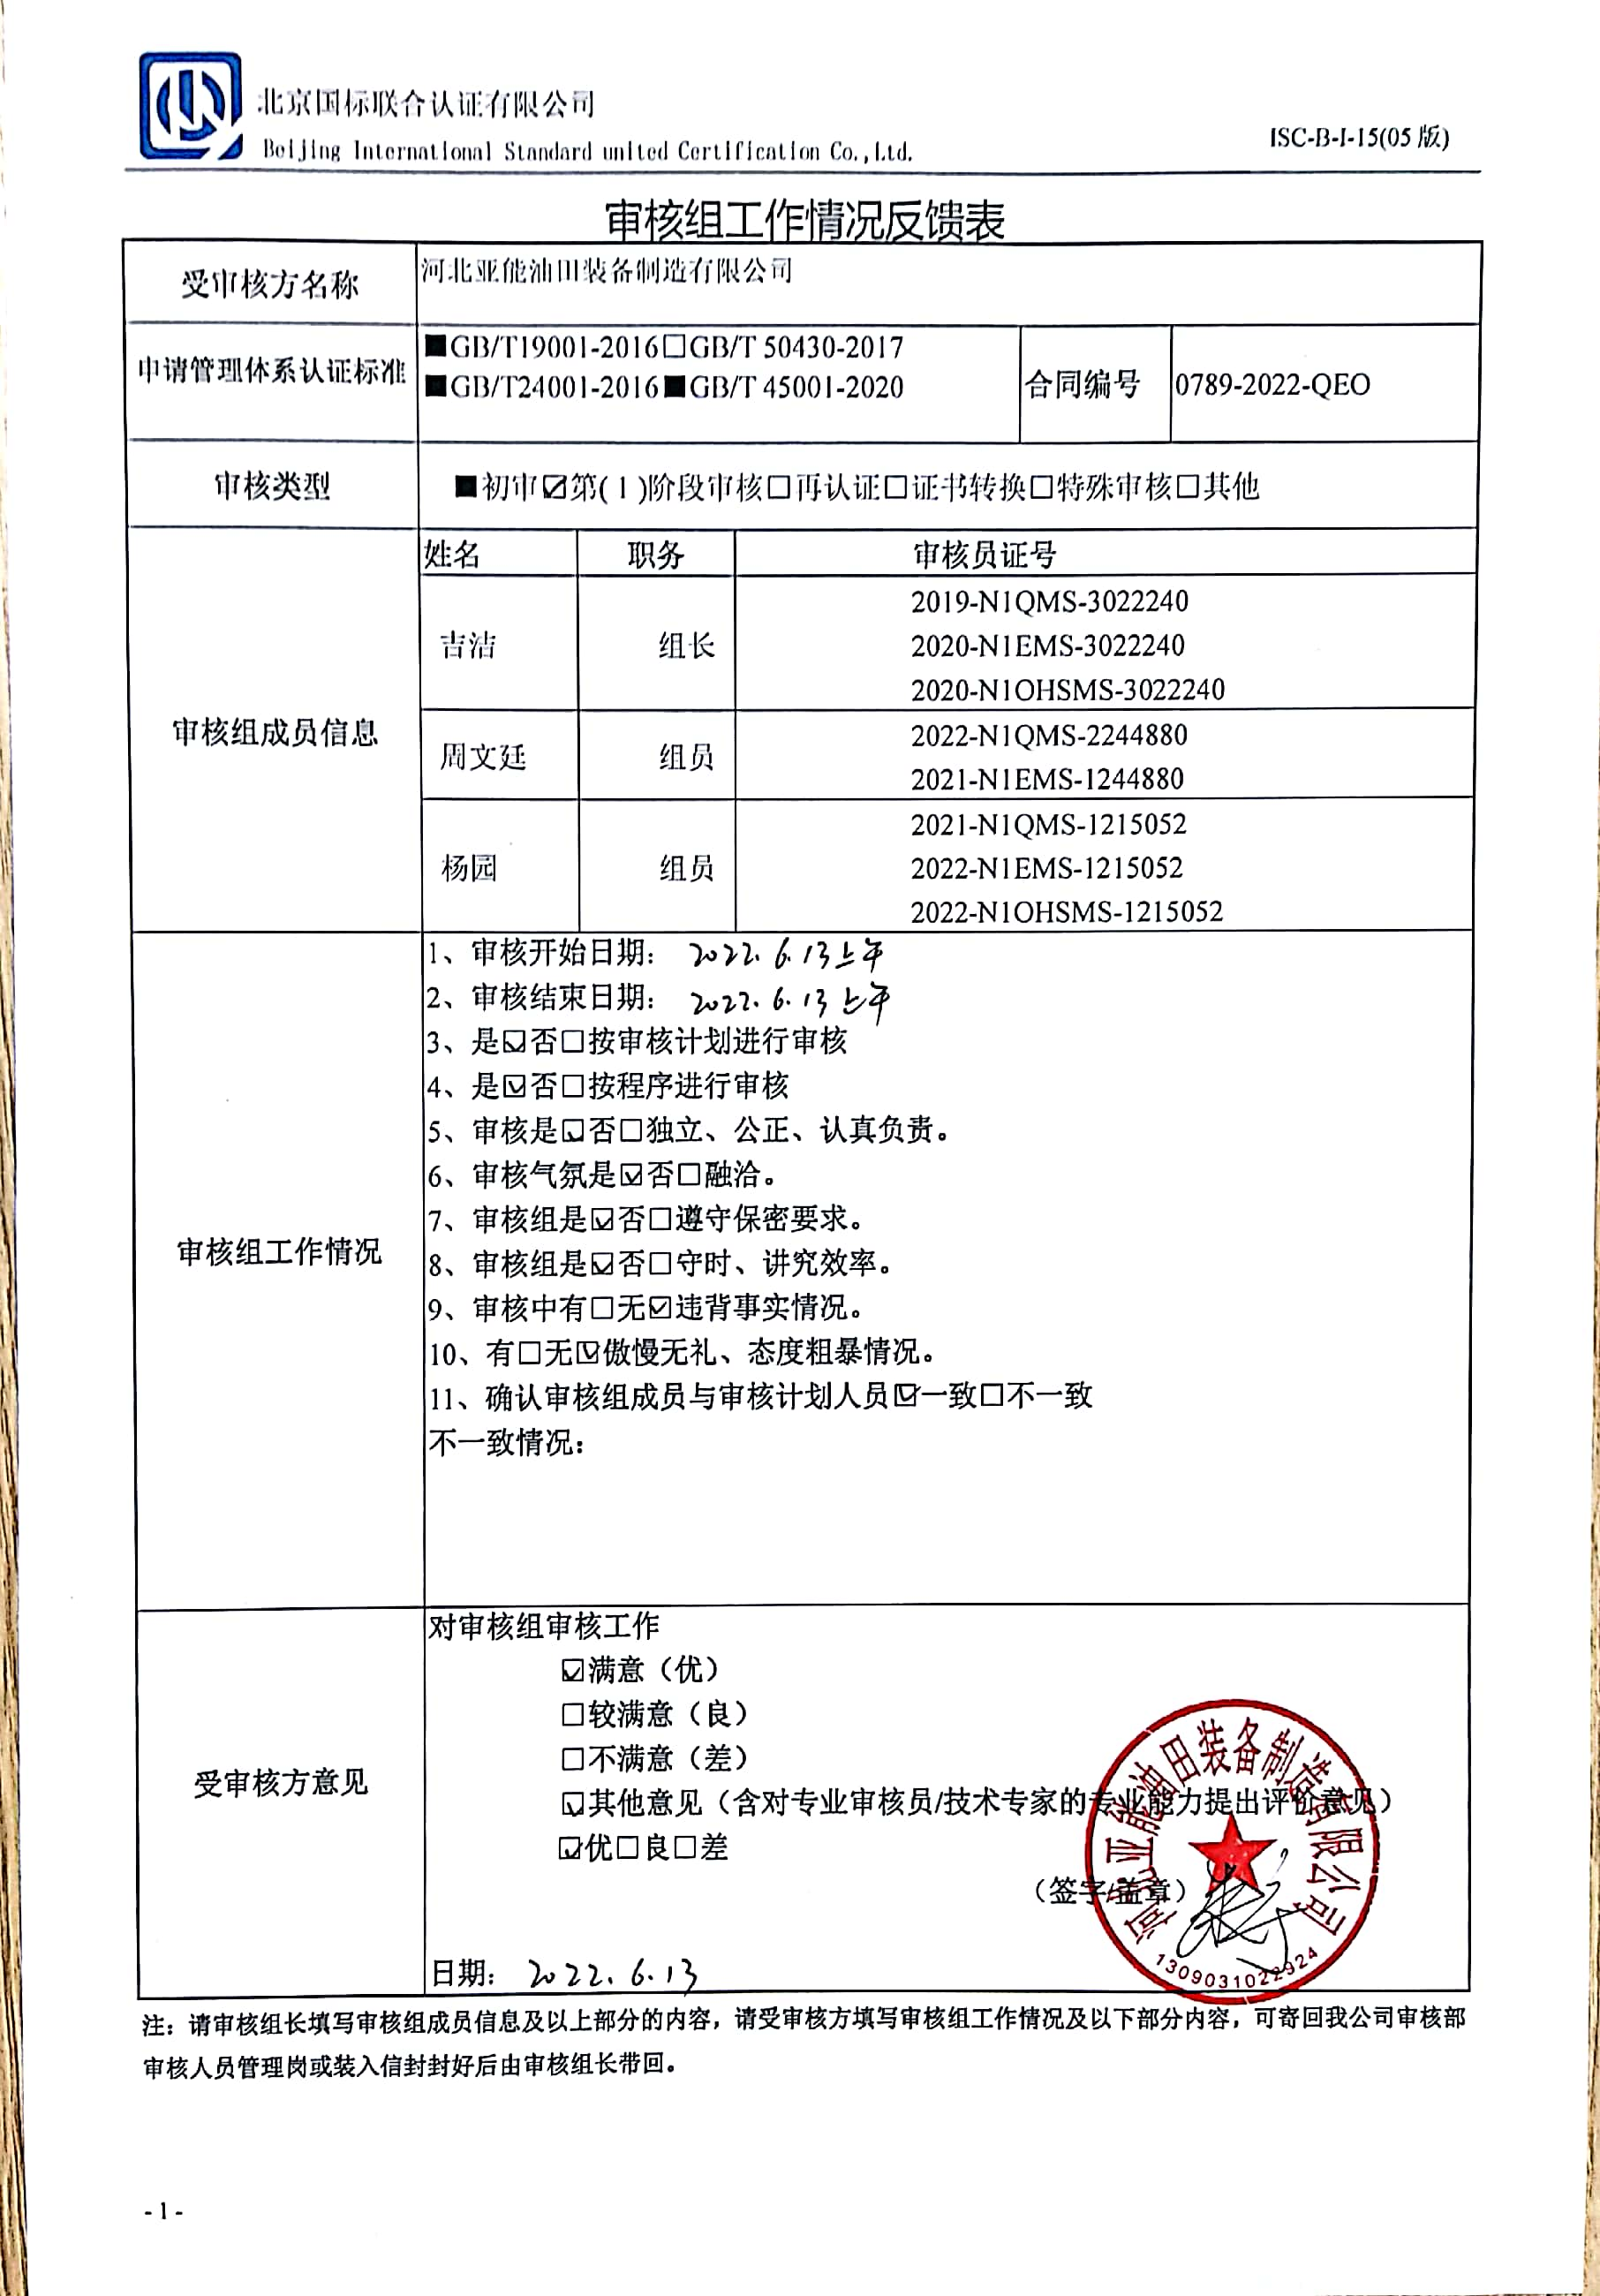 北京国标联合认证有限公司
Beijing International Standard united Certification Co.,Ltd.
ISC-B-I-15(05版)
审核组工作情况反馈表
受审核方名称
河北亚能油田装备制造有限公司
申请管理体系认证标准
■GB/T19001-2016□GB/T 50430-2017
■GB/T24001-2016■GB/T 45001-2020
合同编号
0789-2022-QEO
审核类型
■初审☑第(1)阶段审核□再认证□证书转换□特殊审核□其他
审核组成员信息
姓名 职务 审核员证号
吉洁 组长
2019-N1QMS-3022240
2020-N1EMS-3022240
2020-N1OHSMS-3022240
周文廷 组员
2022-N1QMS-2244880
2021-N1EMS-1244880
杨园 组员
2021-N1QMS-1215052
2022-N1EMS-1215052
2022-N1OHSMS-1215052
审核组工作情况
1、审核开始日期： 2022.6.13上午
2、审核结束日期： 2022.6.13上午
3、是☑否□按审核计划进行审核
4、是☑否□按程序进行审核
5、审核是☑否□独立、公正、认真负责。
6、审核气氛是☑否□融洽。
7、审核组是☑否□遵守保密要求。
8、审核组是☑否□守时、讲究效率。
9、审核中有□无☑违背事实情况。
10、有□无☑傲慢无礼、态度粗暴情况。
11、确认审核组成员与审核计划人员☑一致□不一致
不一致情况：
受审核方意见
对审核组审核工作
☑满意（优）
□较满意（良）
□不满意（差）
☑其他意见（含对专业审核员/技术专家的专业能力提出评价意见）
☑优□良□差
（签字/盖章）
河北亚能油田装备制造有限公司
1309031022924
日期： 2022.6.13
注：请审核组长填写审核组成员信息及以上部分的内容，请受审核方填写审核组工作情况及以下部分内容，可寄回我公司审核部
审核人员管理岗或装入信封封好后由审核组长带回。
- 1 -